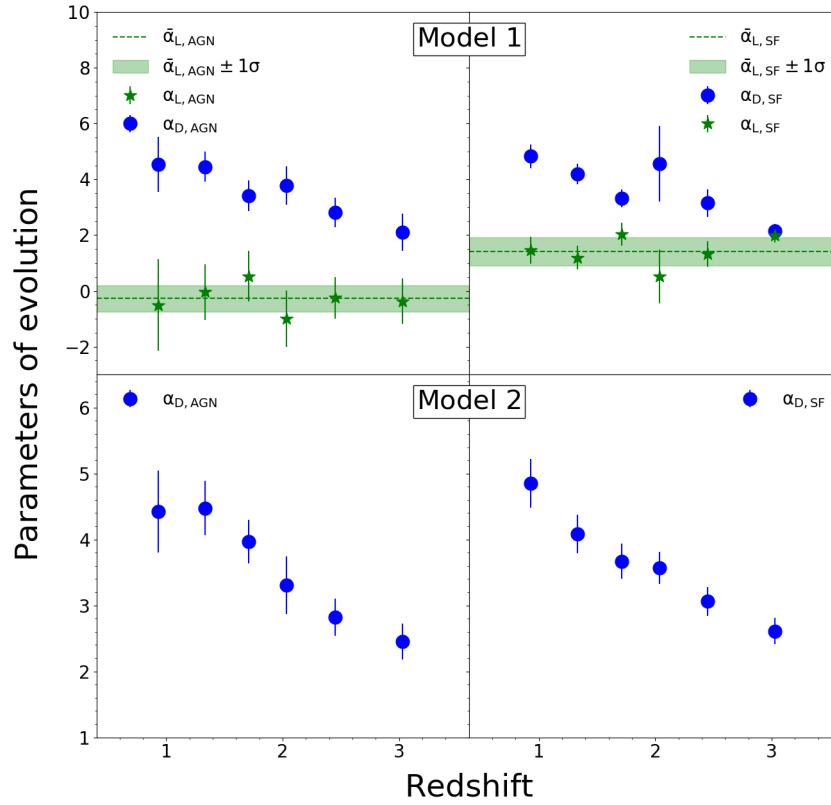 Model 1
ᾱL, AGN
ᾱL, AGN ± 1σ
αL, AGN
αD, AGN
ᾱL, SF
ᾱL, SF ± 1σ
αD, SF
αL, SF
10
8
6
4
2
0
−2
Model 2
αD, AGN
αD, SF
6
5
4
3
2
1
1 2 3 1 2 3
Parameters of evolution
Redshift